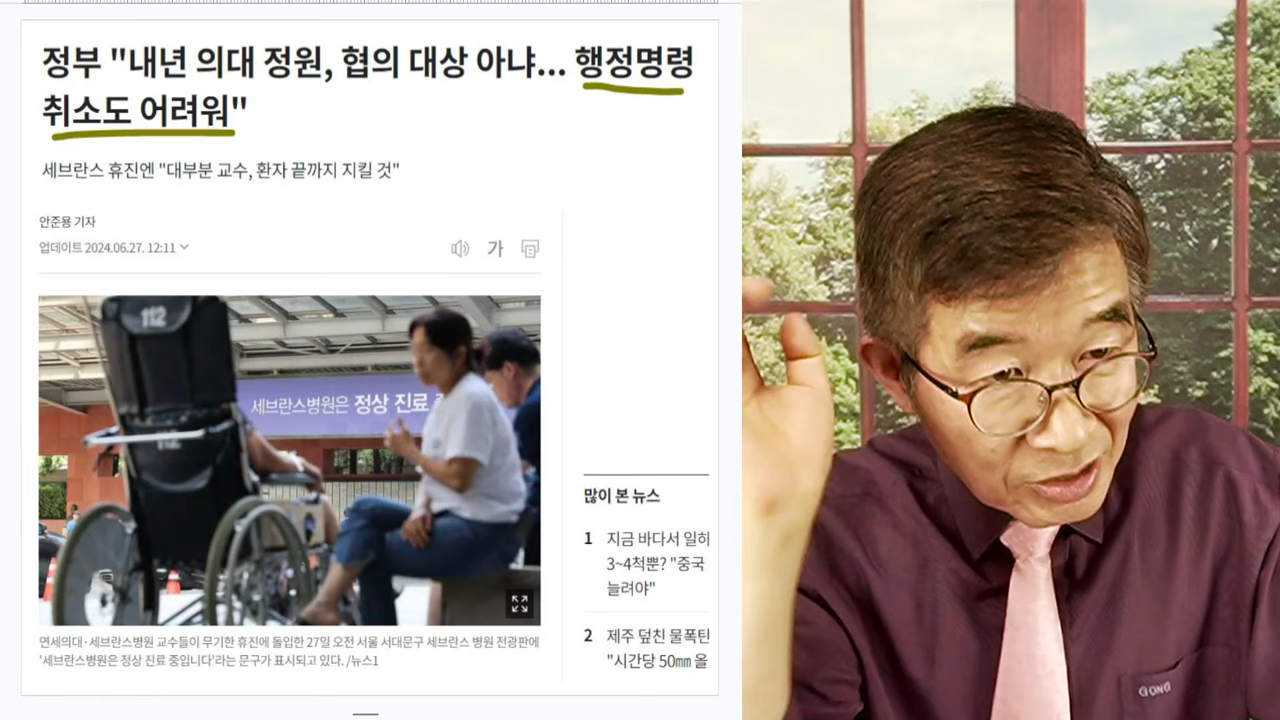 정부 "내년 의대 정원, 협의 대상 아냐... 행정명령
취소도 어려워"
세브란스 휴진엔 "대부분 교수, 환자 끝까지 지킬 것"
안준용 기자
업데이트 2024.06.27. 12:11
가
112
세브란스병원은 정상 진료
많이 본 뉴스
1 지금 바다서 일하
3~4척뿐? "중국
늘려야"
2 제주 덮친 물폭탄
"시간당 50㎜ 올
연세의대·세브란스병원 교수들이 무기한 휴진에 돌입한 27일 오전 서울 서대문구 세브란스 병원 전광판에
'세브란스병원은 정상 진료 중입니다'라는 문구가 표시되고 있다. /뉴스1
GONG